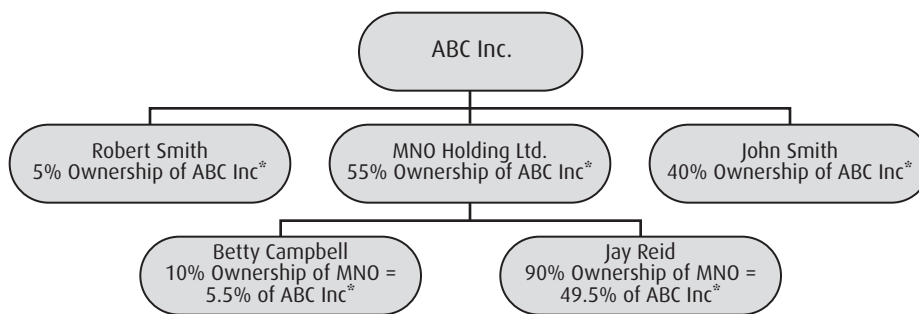 ABC Inc.
Robert Smith
5% Ownership of ABC Inc*
MNO Holding Ltd.
55% Ownership of ABC Inc*
John Smith
40% Ownership of ABC Inc*
Betty Campbell
10% Ownership of MNO =
5.5% of ABC Inc*
Jay Reid
90% Ownership of MNO =
49.5% of ABC Inc*